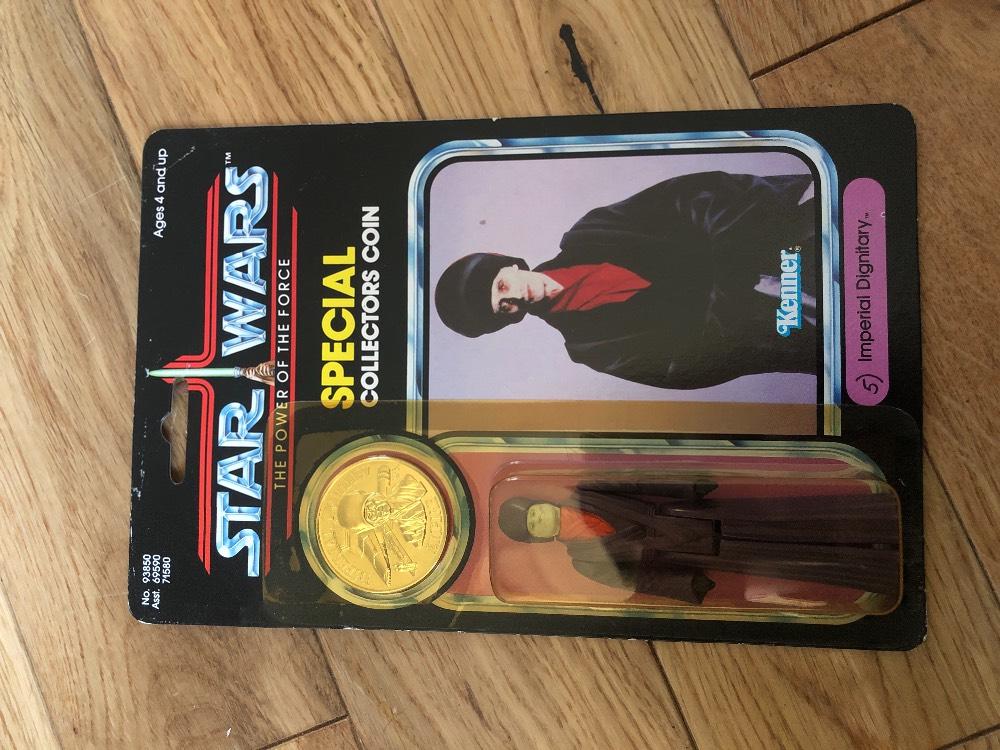 Ages 4 and up
No. 93850
Asst. 69590
71580
STAR WARS™
THE POWER OF THE FORCE
SPECIAL
COLLECTORS COIN
Kenner®
5) Imperial Dignitary™